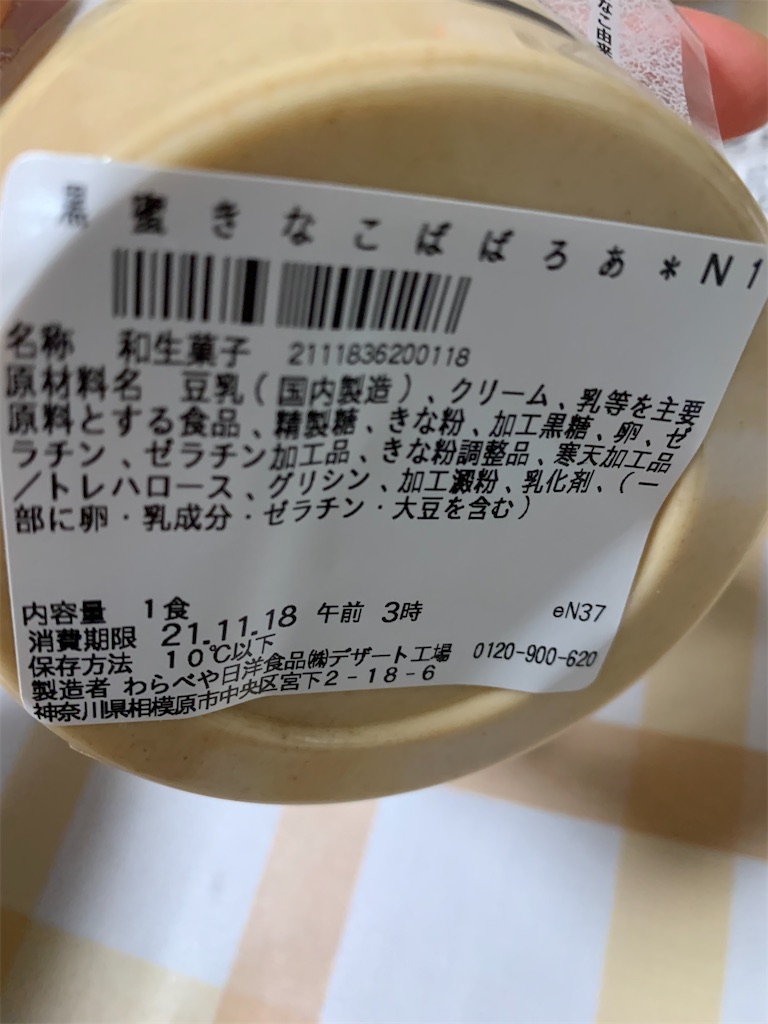 なこ由来
黒蜜きなこばばろあ*N1
名称 和生菓子 2111836200118
原材料名 豆乳(国内製造)、クリーム、乳等を主要
原料とする食品、精製糖、きな粉、加工黒糖、卵、ゼ
ラチン、ゼラチン加工品、きな粉調整品、寒天加工品
/トレハロース、グリシン、加工澱粉、乳化剤、(一
部に卵・乳成分・ゼラチン・大豆を含む)
内容量 1食 eN37
消費期限 21.11.18 午前 3時
保存方法 10℃以下
製造者 わらべや日洋食品㈱デザート工場 0120-900-620
神奈川県相模原市中央区宮下2-18-6